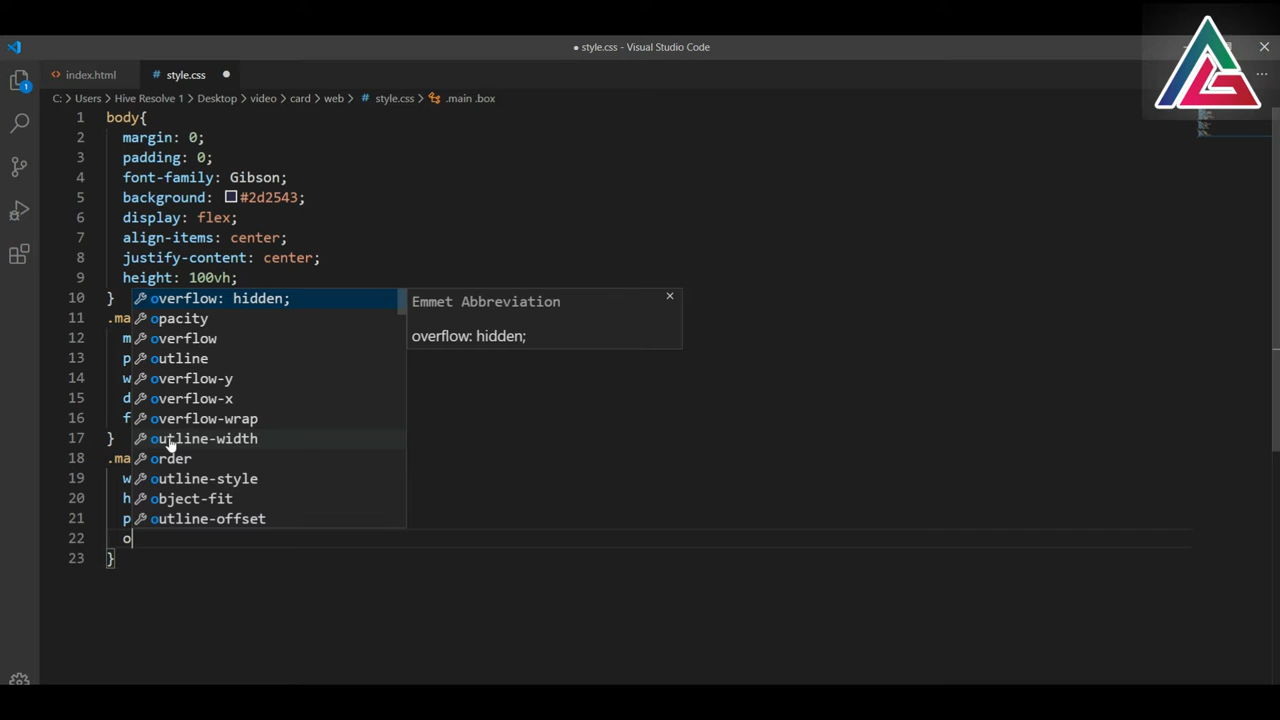 ● style.css - Visual Studio Code
index.html
style.css
C: > Users > Hive Resolve 1 > Desktop > video > card > web > # style.css > .main .box
1 body{
2 margin: 0;
3 padding: 0;
4 font-family: Gibson;
5 background: #2d2543;
6 display: flex;
7 align-items: center;
8 justify-content: center;
9 height: 100vh;
10 }
overflow: hidden;
Emmet Abbreviation
11 .ma
opacity
overflow: hidden;
12 m
overflow
13 p
outline
14 w
overflow-y
15 d
overflow-x
16 f
overflow-wrap
17 }
outline-width
18 .ma
order
19 w
outline-style
20 h
object-fit
21 p
outline-offset
22 o
23 }
1